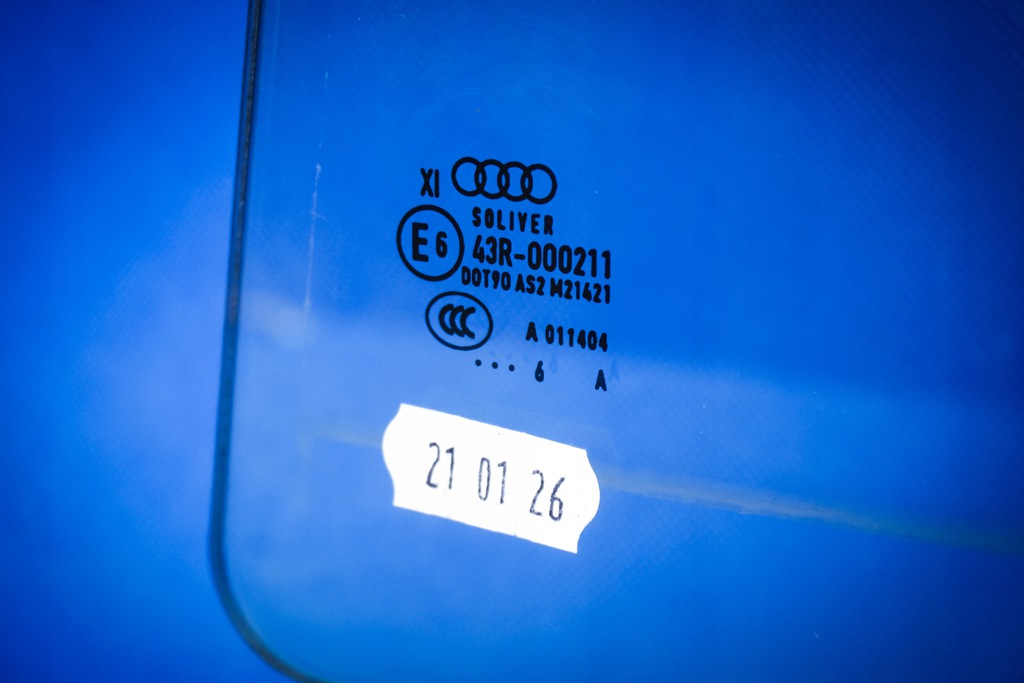 XI
SOLIVER
E6 43R-000211
DOT90 AS2 M21421
CCC A 011404
... 6 A
21 01 26